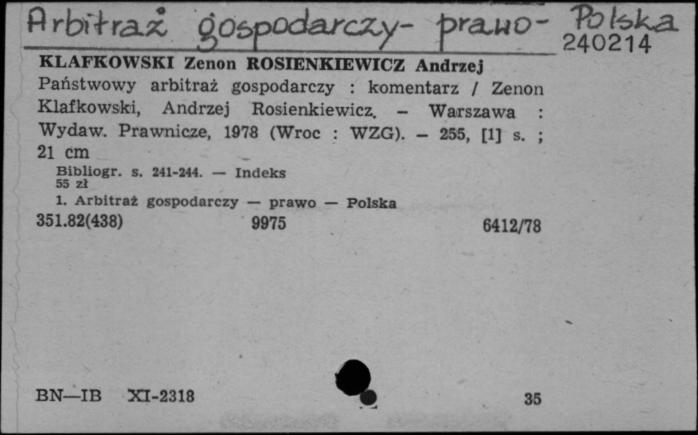 Arbitraż gospodarczy- prawo- Polska
240214
KLAFKOWSKI Zenon ROSIENKIEWICZ Andrzej
Państwowy arbitraż gospodarczy : komentarz / Zenon
Klafkowski, Andrzej Rosienkiewicz. — Warszawa :
Wydaw. Prawnicze, 1978 (Wroc : WZG). — 255, [1] s. ;
21 cm
Bibliogr. s. 241-244. — Indeks
55 zł
1. Arbitraż gospodarczy — prawo — Polska
351.82(438) 9975 6412/78
BN—IB XI-2318 35